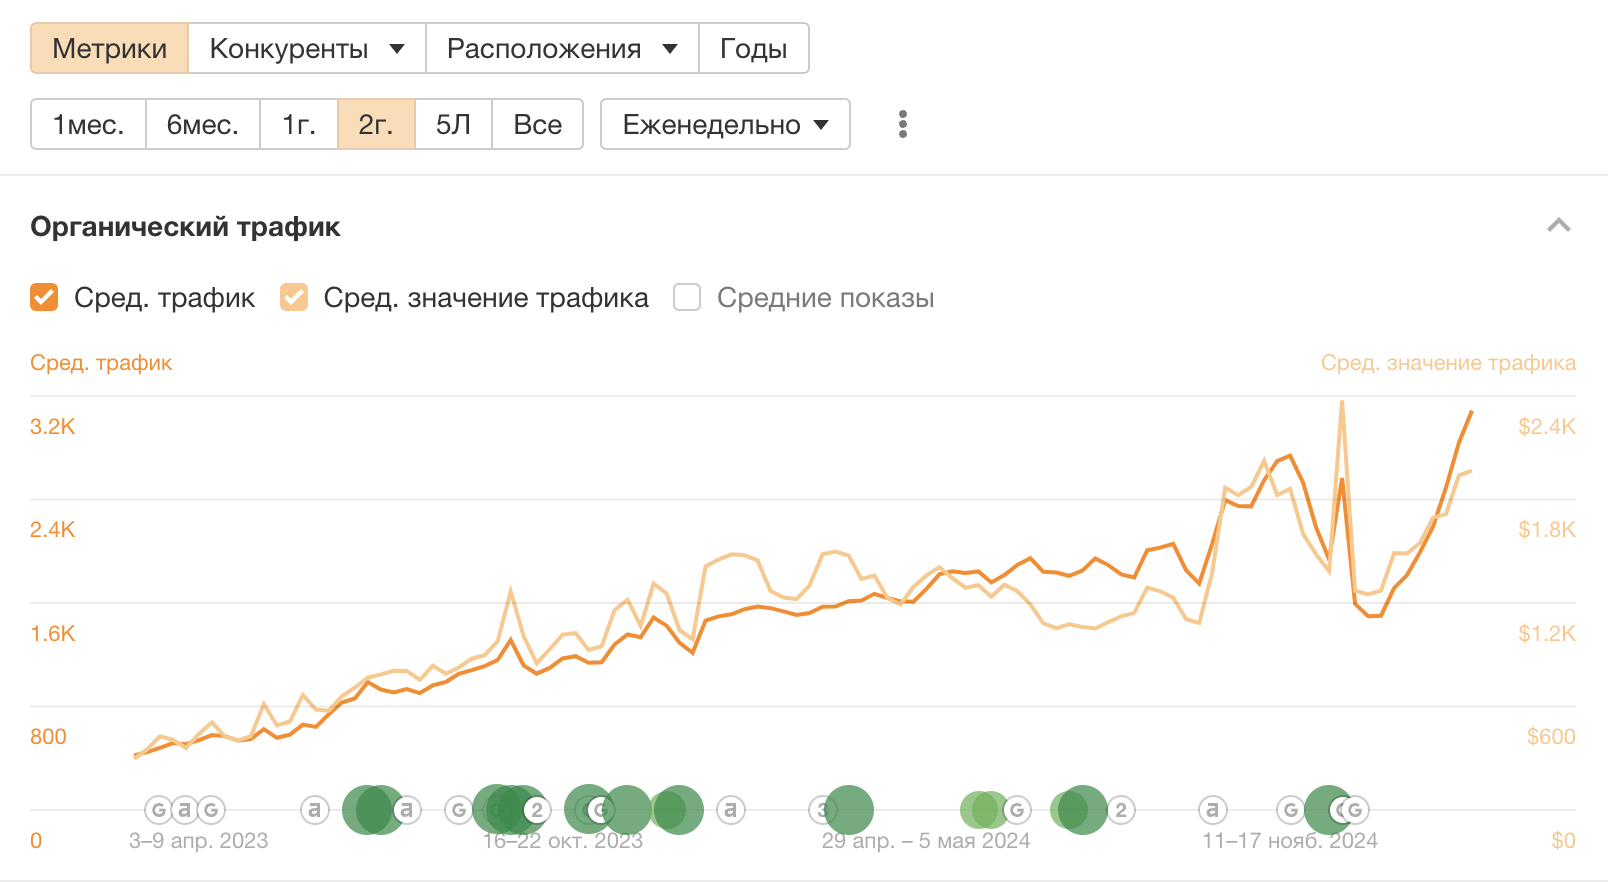 Метрики Конкуренты Расположения Годы
1мес. 6мес. 1г. 2г. 5Л Все Еженедельно
Органический трафик
Сред. трафик Сред. значение трафика Средние показы
Сред. трафик Сред. значение трафика
3.2K $2.4K
2.4K $1.8K
1.6K $1.2K
800 $600
G a G a a G 2 G a 3 G 2 a G G
0 3–9 апр. 2023 16–22 окт. 2023 29 апр. – 5 мая 2024 11–17 нояб. 2024 $0